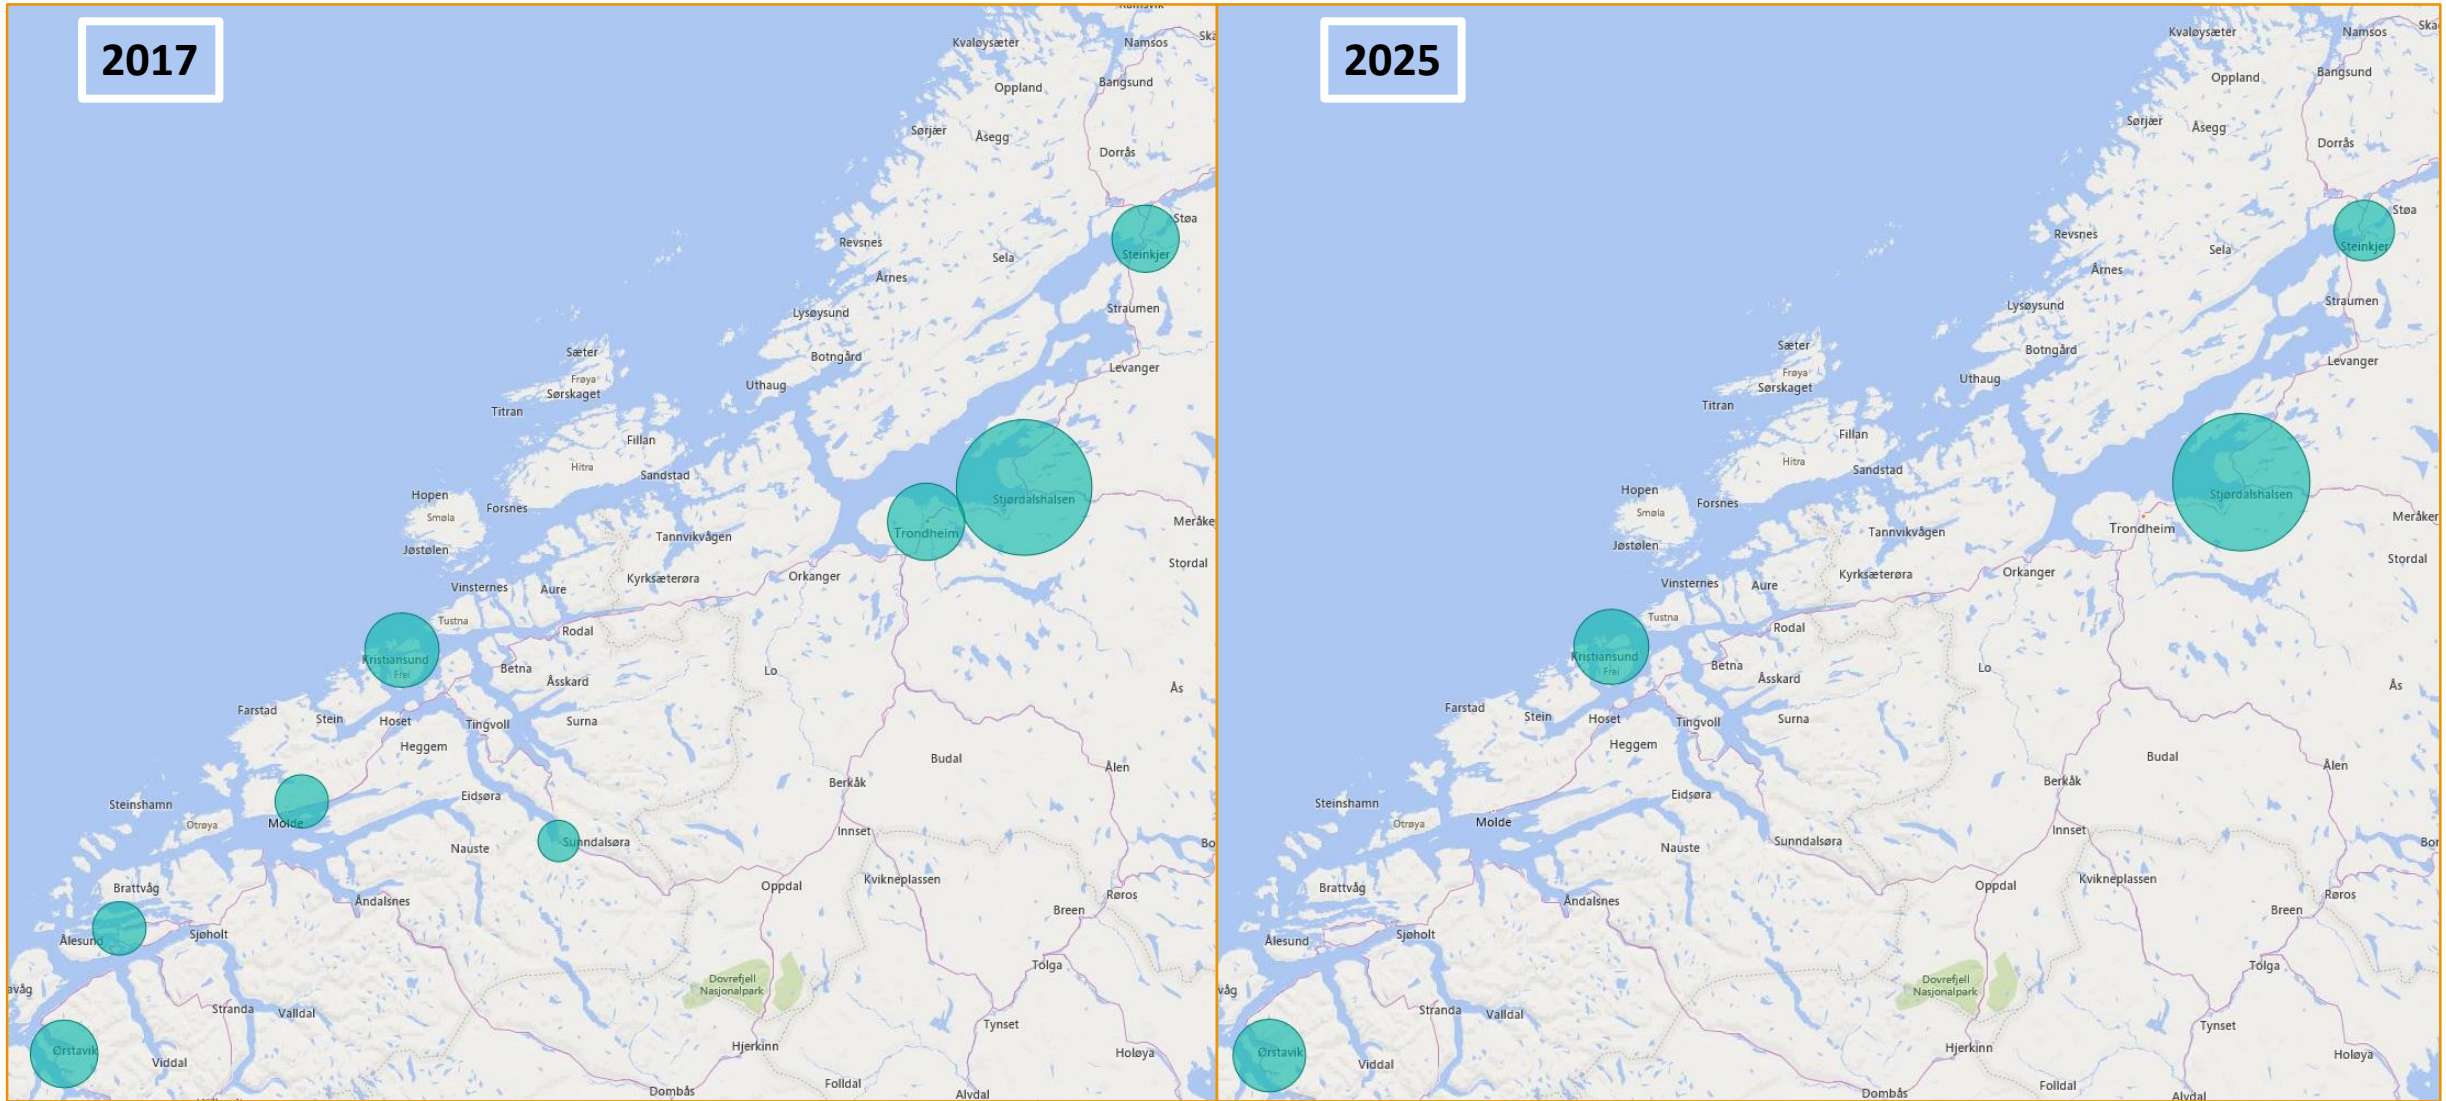 2017
Ramsvik
Kvaløysæter
Namsos
Oppland
Bangsund
Sørjær
Åsegg
Dorrås
Støa
Revsnes
Sela
Steinkjer
Årnes
Lysøysund
Straumen
Sæter
Botngård
Frøya
Levanger
Sørskaget
Uthaug
Titran
Fillan
Hitra
Sandstad
Hopen
Stjørdalshalsen
Forsnes
Smøla
Meråke
Trondheim
Tannvikvågen
Jøstølen
Stordal
Orkanger
Kyrksæterøra
Vinsternes
Aure
Tustna
Rodal
Kristiansund
Frei
Betna
Lo
Åsskard
Ås
Farstad
Stein
Hoset
Tingvoll
Surna
Heggem
Budal
Ålen
Berkåk
Eidsøra
Steinshamn
Otrøya
Molde
Innset
Sunndalsøra
Bo
Nauste
Kvikneplassen
Oppdal
Brattvåg
Røros
Åndalsnes
Breen
Ålesund
Sjøholt
Tolga
Dovrefjell
Nasjonalpark
avåg
Stranda
Valldal
Tynset
Ørstavik
Hjerkinn
Holøya
Viddal
Folldal
Dombås
Alvdal
2025
Kvaløysæter
Namsos
Ska
Oppland
Bangsund
Sørjær
Åsegg
Dorrås
Støa
Revsnes
Sela
Steinkjer
Årnes
Lysøysund
Straumen
Sæter
Botngård
Frøya
Levanger
Sørskaget
Uthaug
Titran
Fillan
Hitra
Sandstad
Hopen
Stjørdalshalsen
Forsnes
Smøla
Meråker
Trondheim
Tannvikvågen
Jøstølen
Stordal
Orkanger
Kyrksæterøra
Vinsternes
Aure
Tustna
Rodal
Kristiansund
Frei
Betna
Lo
Åsskard
Ås
Farstad
Stein
Hoset
Tingvoll
Surna
Heggem
Budal
Ålen
Berkåk
Eidsøra
Steinshamn
Otrøya
Molde
Innset
Sunndalsøra
Bor
Nauste
Kvikneplassen
Oppdal
Brattvåg
Røros
Åndalsnes
Breen
Ålesund
Sjøholt
Tolga
Dovrefjell
Nasjonalpark
våg
Stranda
Valldal
Tynset
Ørstavik
Hjerkinn
Holøya
Viddal
Folldal
Dombås
Alvdal